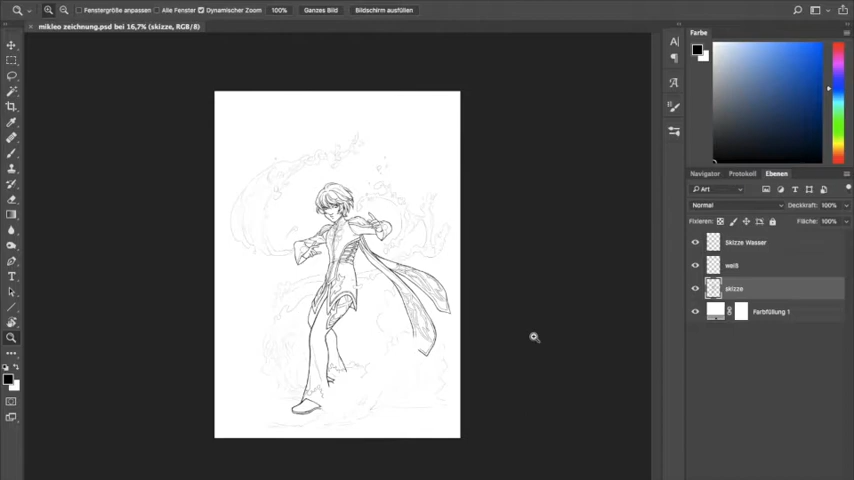 Fenstergröße anpassen Alle Fenster Dynamischer Zoom 100% Ganzes Bild Bildschirm ausfüllen
mikleo zeichnung.psd bei 16,7% (skizze, RGB/8)
Farbe
Navigator Protokoll Ebenen
Art
Normal Deckkraft: 100%
Fixieren: Fläche: 100%
Skizze Wasser
weiß
skizze
Farbfüllung 1